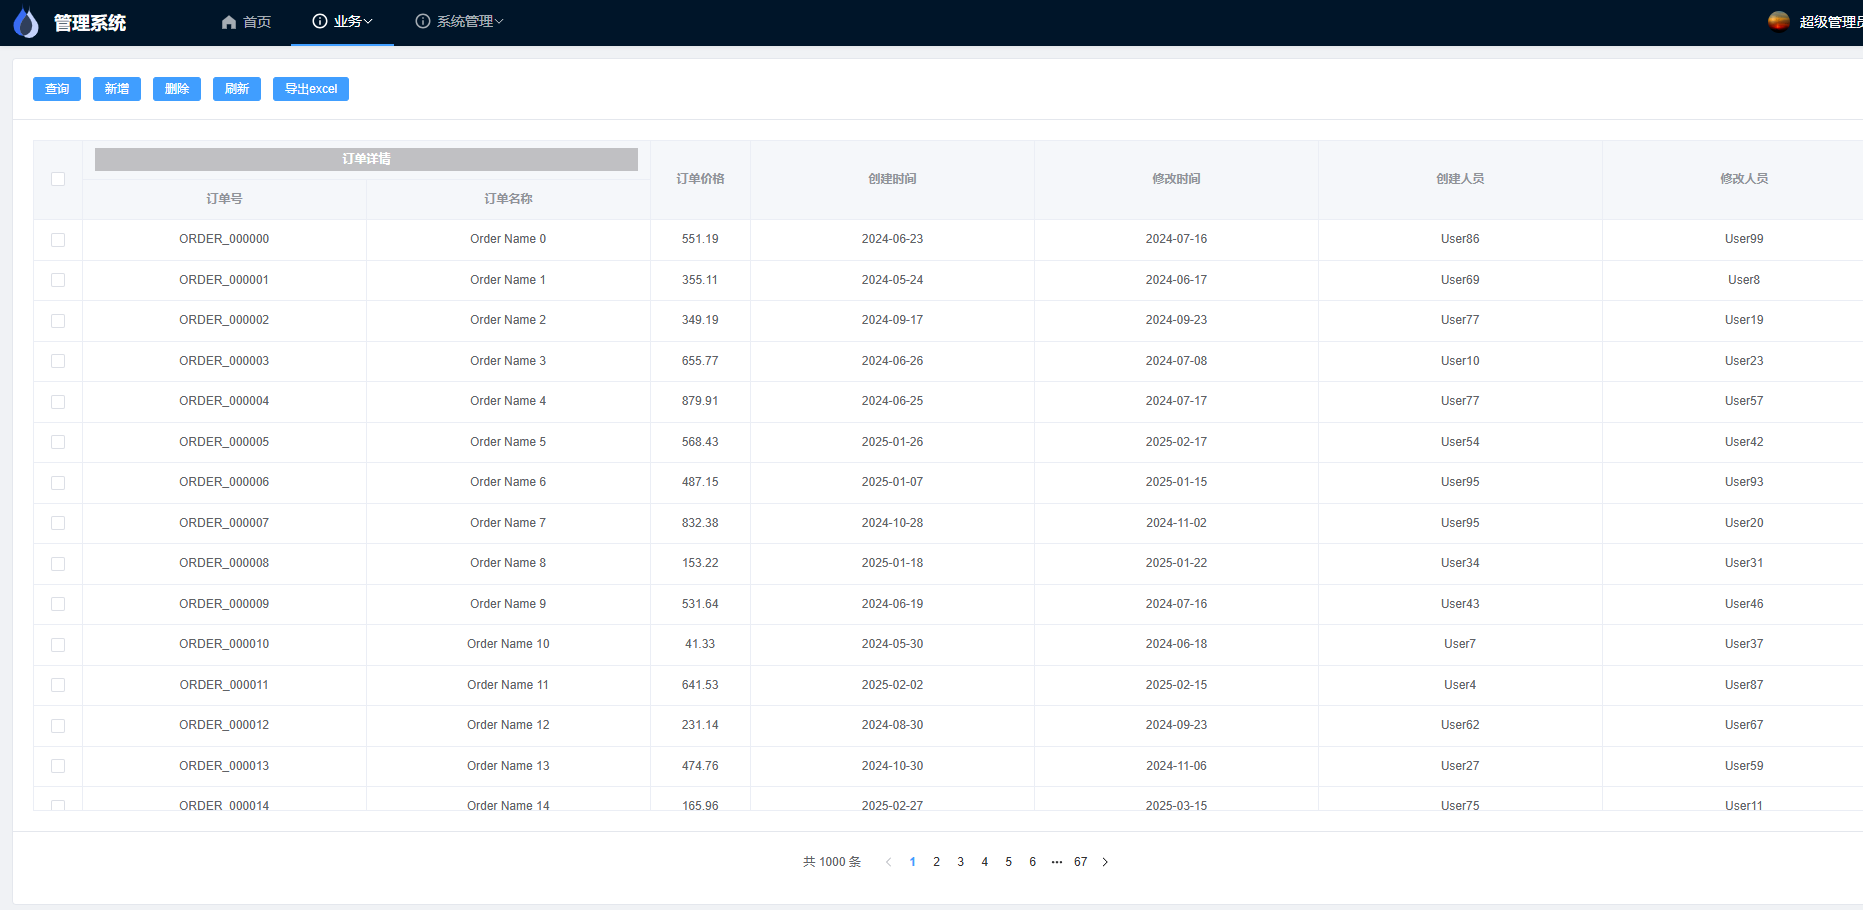 管理系统 首页 业务 系统管理 超级管理员
查询 新增 删除 刷新 导出excel
订单详情
订单价格 创建时间 修改时间 创建人员 修改人员
订单号 订单名称
ORDER_000000 Order Name 0 551.19 2024-06-23 2024-07-16 User86 User99
ORDER_000001 Order Name 1 355.11 2024-05-24 2024-06-17 User69 User8
ORDER_000002 Order Name 2 349.19 2024-09-17 2024-09-23 User77 User19
ORDER_000003 Order Name 3 655.77 2024-06-26 2024-07-08 User10 User23
ORDER_000004 Order Name 4 879.91 2024-06-25 2024-07-17 User77 User57
ORDER_000005 Order Name 5 568.43 2025-01-26 2025-02-17 User54 User42
ORDER_000006 Order Name 6 487.15 2025-01-07 2025-01-15 User95 User93
ORDER_000007 Order Name 7 832.38 2024-10-28 2024-11-02 User95 User20
ORDER_000008 Order Name 8 153.22 2025-01-18 2025-01-22 User34 User31
ORDER_000009 Order Name 9 531.64 2024-06-19 2024-07-16 User43 User46
ORDER_000010 Order Name 10 41.33 2024-05-30 2024-06-18 User7 User37
ORDER_000011 Order Name 11 641.53 2025-02-02 2025-02-15 User4 User87
ORDER_000012 Order Name 12 231.14 2024-08-30 2024-09-23 User62 User67
ORDER_000013 Order Name 13 474.76 2024-10-30 2024-11-06 User27 User59
ORDER_000014 Order Name 14 165.96 2025-02-27 2025-03-15 User75 User11
共 1000 条 1 2 3 4 5 6 ••• 67